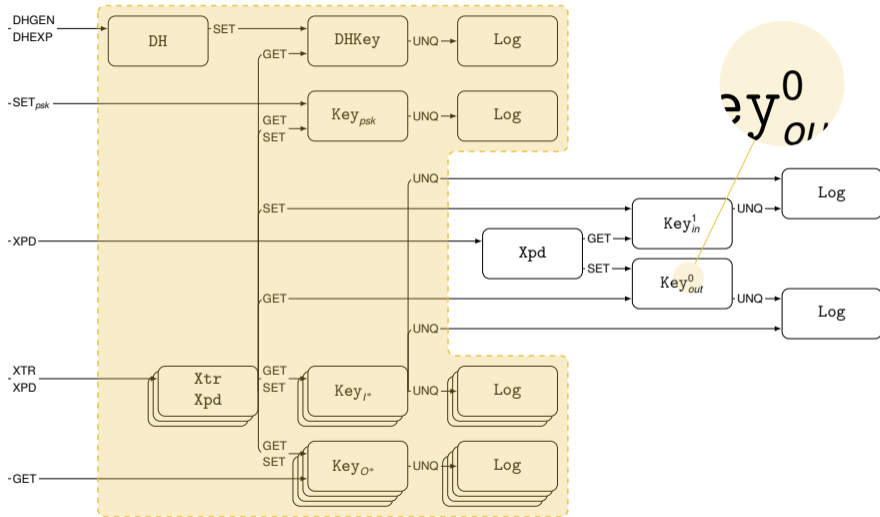 DHGEN
DHEXP
DH
SET
GET
DHKey
UNQ
Log
SET_psk
GET
SET
Key_psk
UNQ
Log
ey^0_ou
UNQ
Log
SET
Key^1_in
UNQ
XPD
Xpd
GET
SET
Key^0_out
UNQ
GET
Log
UNQ
XTR
XPD
Xtr
Xpd
GET
SET
Key_I*
UNQ
Log
GET
SET
Key_O*
UNQ
Log
GET